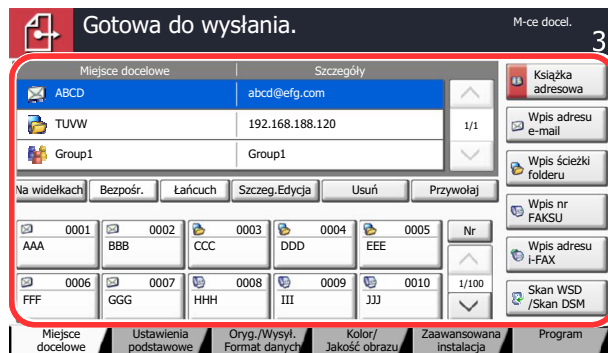 Gotowa do wysłania.
M-ce docel.
3
Miejsce docelowe
Szczegóły
ABCD
abcd@efg.com
TUVW
192.168.188.120
1/1
Group1
Group1
Na widełkach
Bezpośr.
Łańcuch
Szczeg.Edycja
Usuń
Przywołaj
0001
AAA
0002
BBB
0003
CCC
0004
DDD
0005
EEE
Nr
0006
FFF
0007
GGG
0008
HHH
0009
III
0010
JJJ
1/100
Książka
adresowa
Wpis adresu
e-mail
Wpis ścieżki
folderu
Wpis nr
FAKSU
Wpis adresu
i-FAX
Skan WSD
/Skan DSM
Miejsce
docelowe
Ustawienia
podstawowe
Oryg./Wysył.
Format danych
Kolor/
Jakość obrazu
Zaawansowana
instalacja
Program